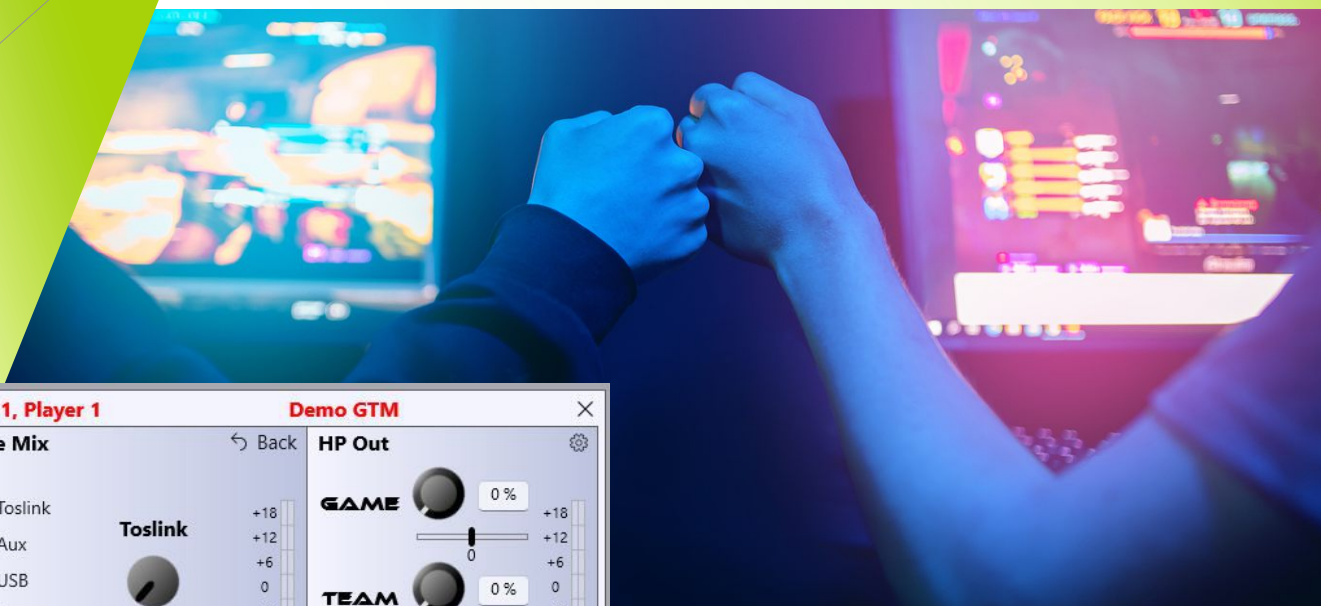 1, Player 1 Demo GTM
e Mix Back HP Out
GAME 0 %
Toslink +18 +18
Toslink
Aux +12 +12
0
+6 +6
USB 0 0
TEAM 0 %